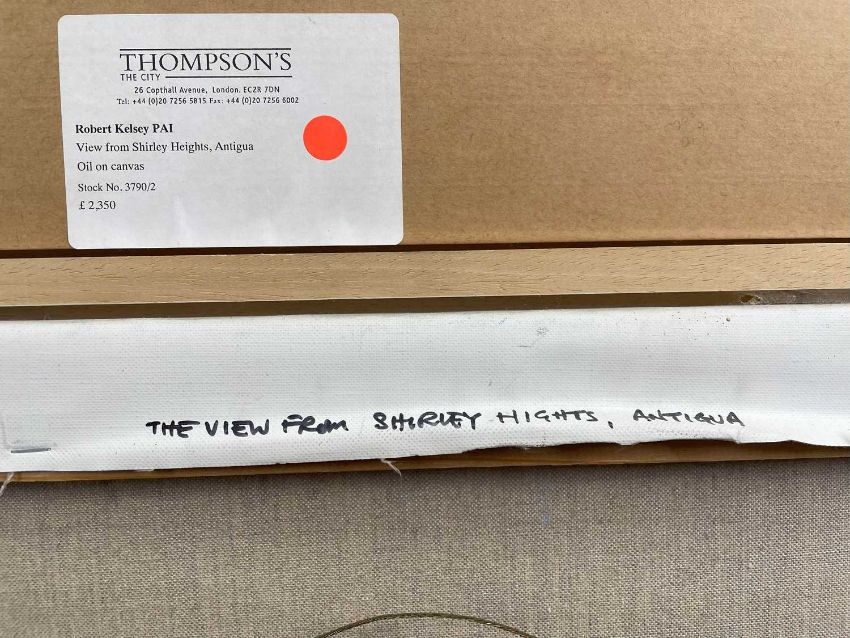 THOMPSON'S
THE CITY
26 Copthall Avenue, London. EC2R 7DN
Tel: +44 (0)20 7256 5815 Fax: +44 (0)20 7256 6002
Robert Kelsey PAI
View from Shirley Heights, Antigua
Oil on canvas
Stock No. 3790/2
£ 2,350
THE VIEW FROM SHIRLEY HIGHTS, ANTIGUA